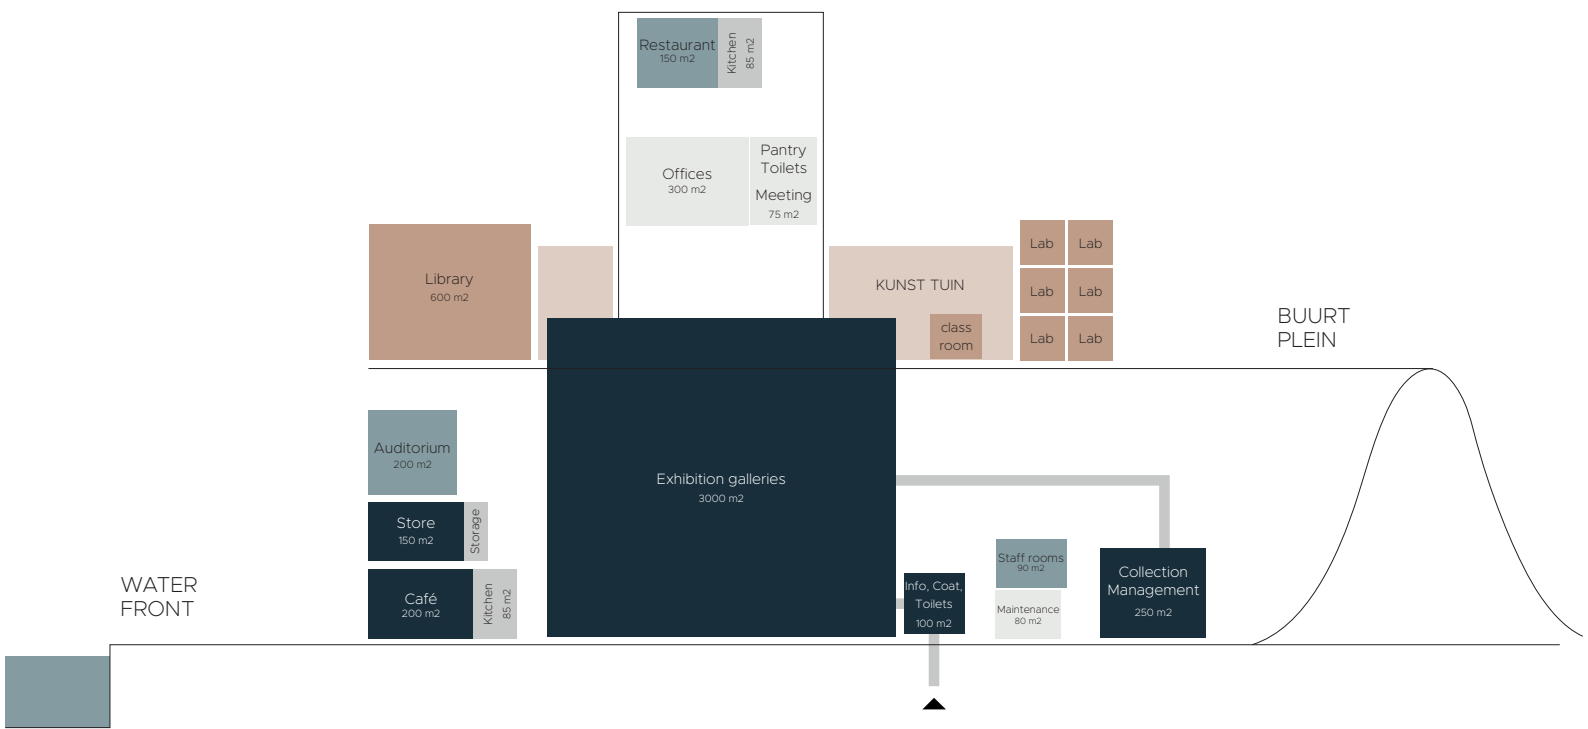 Restaurant
150 m2
Kitchen
85 m2
Offices
300 m2
Pantry
Toilets
Meeting
75 m2
Library
600 m2
KUNST TUIN
class
room
Lab
Lab
Lab
Lab
Lab
Lab
BUURT
PLEIN
Auditorium
200 m2
Store
150 m2
Storage
Café
200 m2
Kitchen
85 m2
Exhibition galleries
3000 m2
Info, Coat,
Toilets
100 m2
Staff rooms
90 m2
Maintenance
80 m2
Collection
Management
250 m2
WATER
FRONT